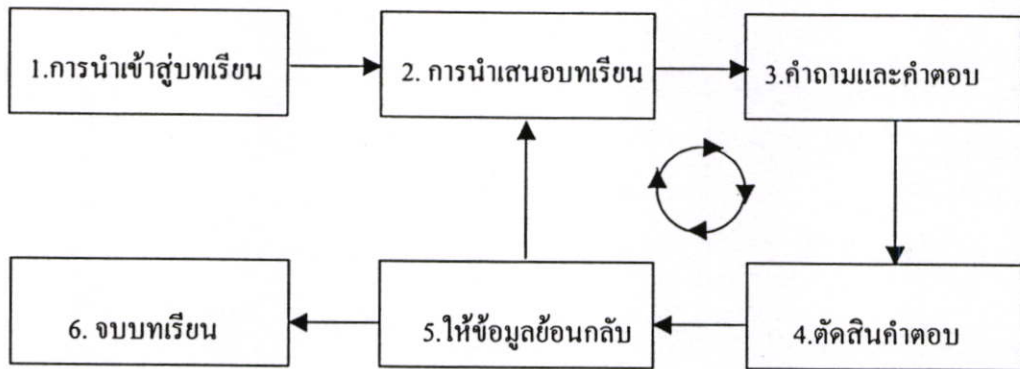 1.การนำเข้าสู่บทเรียน
2. การนำเสนอบทเรียน
3.คำถามและคำตอบ
4.ตัดสินคำตอบ
5.ให้ข้อมูลย้อนกลับ
6. จบบทเรียน